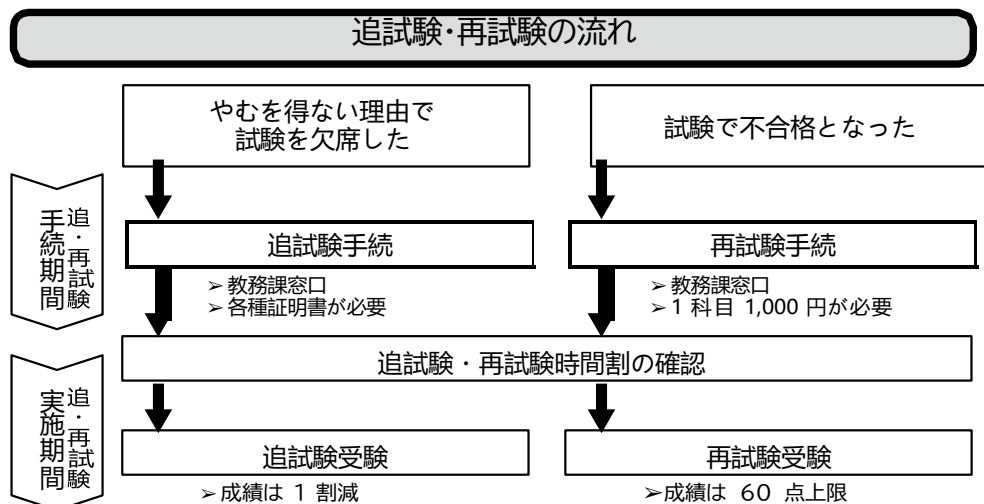 追試験・再試験の流れ
やむを得ない理由で
試験を欠席した
試験で不合格となった
追・再試験
手続期間
追試験手続
再試験手続
➢教務課窓口
➢各種証明書が必要
➢教務課窓口
➢1 科目 1,000 円が必要
追試験・再試験時間割の確認
追・再試験
実施期間
追試験受験
再試験受験
➢成績は 1 割減
➢成績は 60 点上限